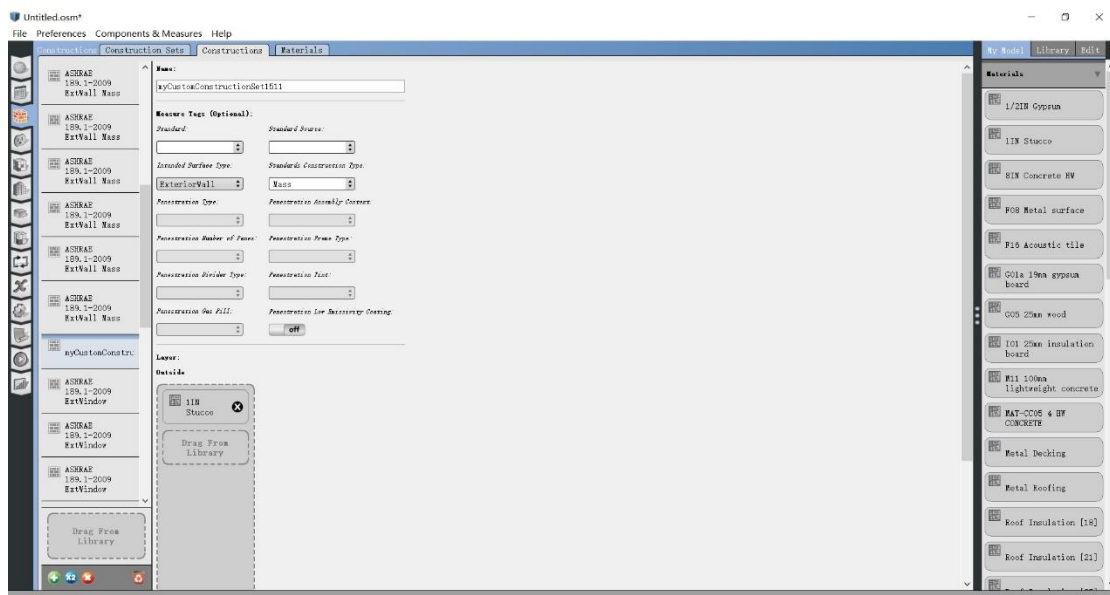 Untitled.osm*
File Preferences Components & Measures Help
Constructions Construction Sets Constructions Materials
My Model Library Edit
ASHRAE
189.1-2009
ExtWall Mass
ASHRAE
189.1-2009
ExtWall Mass
ASHRAE
189.1-2009
ExtWall Mass
ASHRAE
189.1-2009
ExtWall Mass
ASHRAE
189.1-2009
ExtWall Mass
ASHRAE
189.1-2009
ExtWall Mass
myCustomConstru
ASHRAE
189.1-2009
ExtWindow
ASHRAE
189.1-2009
ExtWindow
ASHRAE
189.1-2009
ExtWindow
Drag From
Library
x2
Name:
myCustomConstructionSet1511
Measure Tags (Optional):
Standard: Standard Source:
Intended Surface Type: Standards Construction Type:
ExteriorWall Mass
Fenestration Type: Fenestration Assembly Context:
Fenestration Number of Panes: Fenestration Frame Type:
Fenestration Divider Type: Fenestration Tint:
Fenestration Gas Fill: Fenestration Low Emissivity Coating:
off
Layer:
Outside
1IN
Stucco
Drag From
Library
Materials
1/2IN Gypsum
1IN Stucco
8IN Concrete HW
F08 Metal surface
F16 Acoustic tile
G01a 19mm gypsum
board
G05 25mm wood
I01 25mm insulation
board
M11 100mm
lightweight concrete
MAT-CC05 4 HW
CONCRETE
Metal Decking
Metal Roofing
Roof Insulation [18]
Roof Insulation [21]